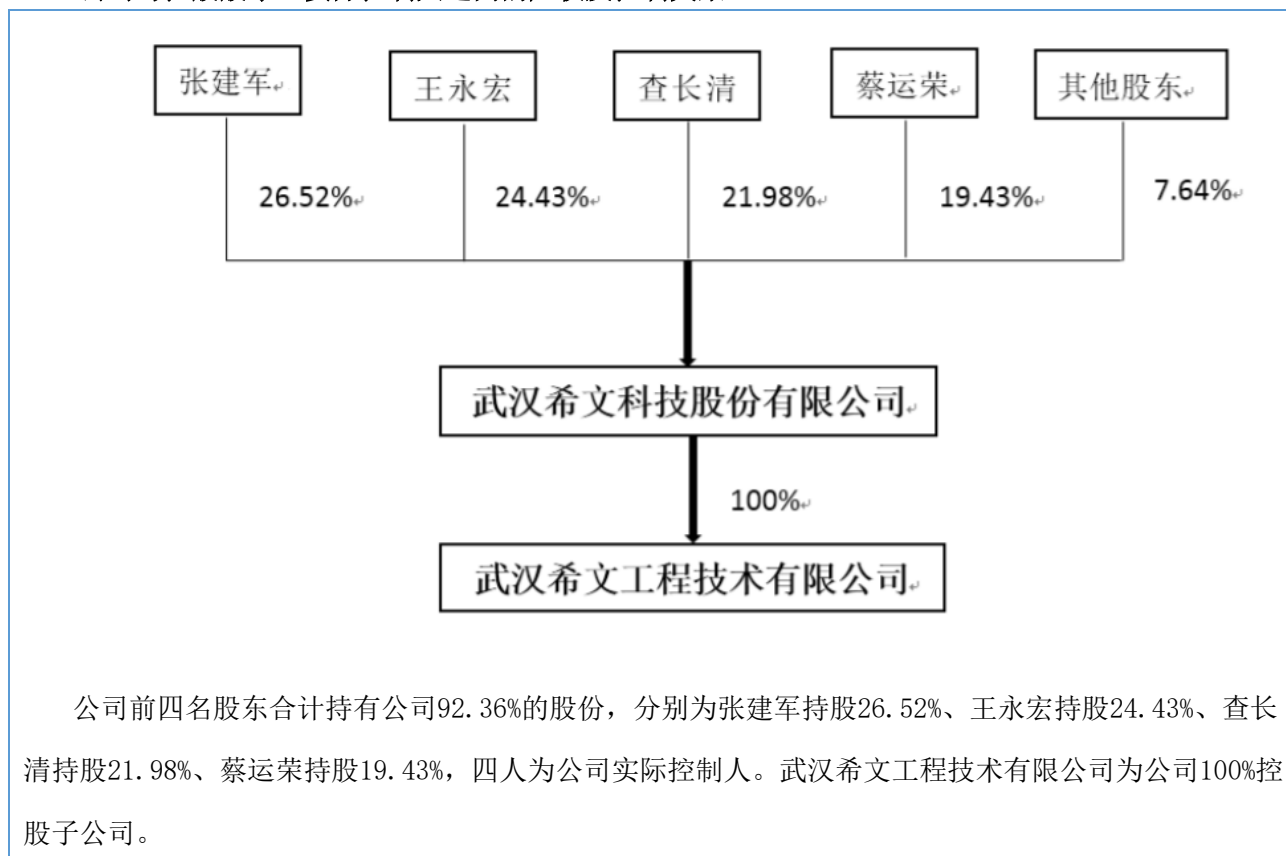 张建军
王永宏
查长清
蔡运荣
其他股东
26.52%
24.43%
21.98%
19.43%
7.64%
武汉希文科技股份有限公司
100%
武汉希文工程技术有限公司
公司前四名股东合计持有公司92.36%的股份，分别为张建军持股26.52%、王永宏持股24.43%、查长
清持股21.98%、蔡运荣持股19.43%，四人为公司实际控制人。武汉希文工程技术有限公司为公司100%控
股子公司。